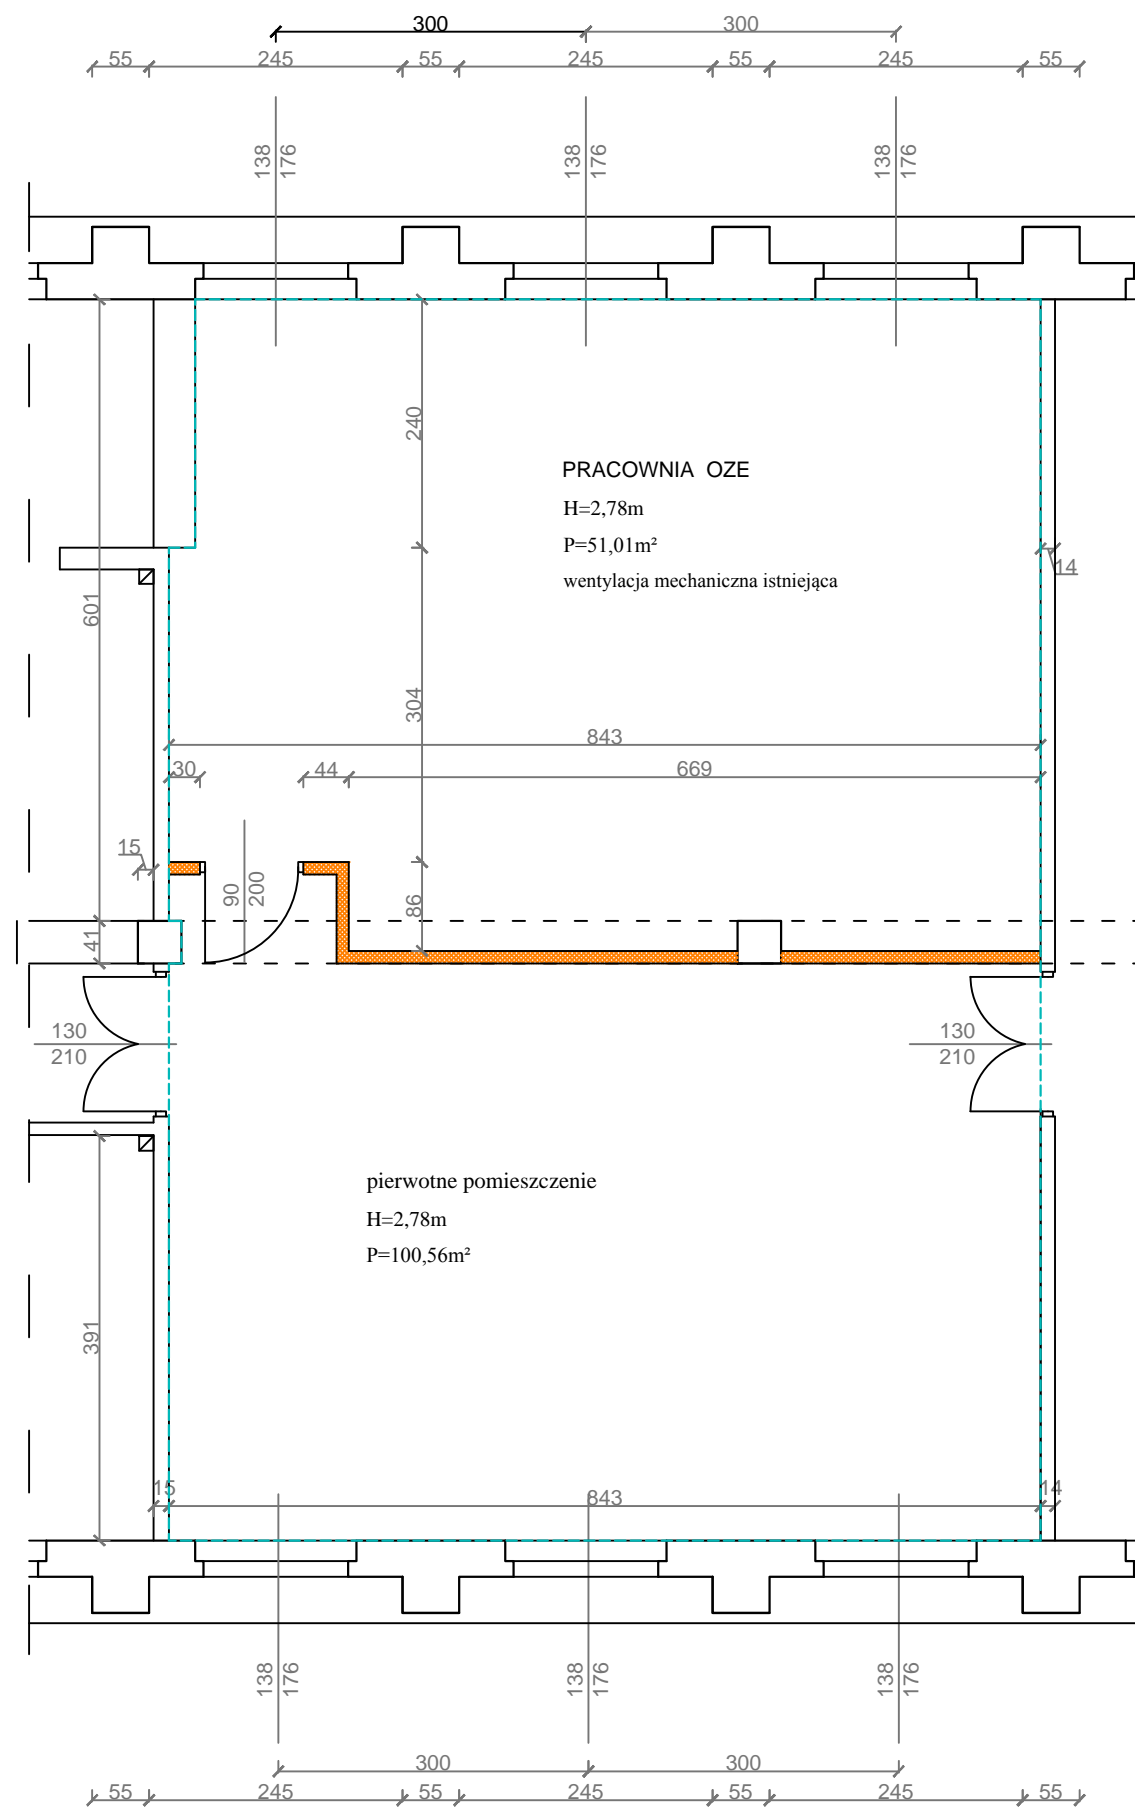 300 300
55 245 55 245 55 245 55
138 176 138 176 138 176
240
PRACOWNIA OZE
H=2,78m
P=51,01m²
wentylacja mechaniczna istniejąca
14
601
304
843
30 44 669
15
90 200
86
41
130
210
130
210
pierwotne pomieszczenie
H=2,78m
P=100,56m²
391
15 843 14
138 176 138 176 138 176
300 300
55 245 55 245 55 245 55